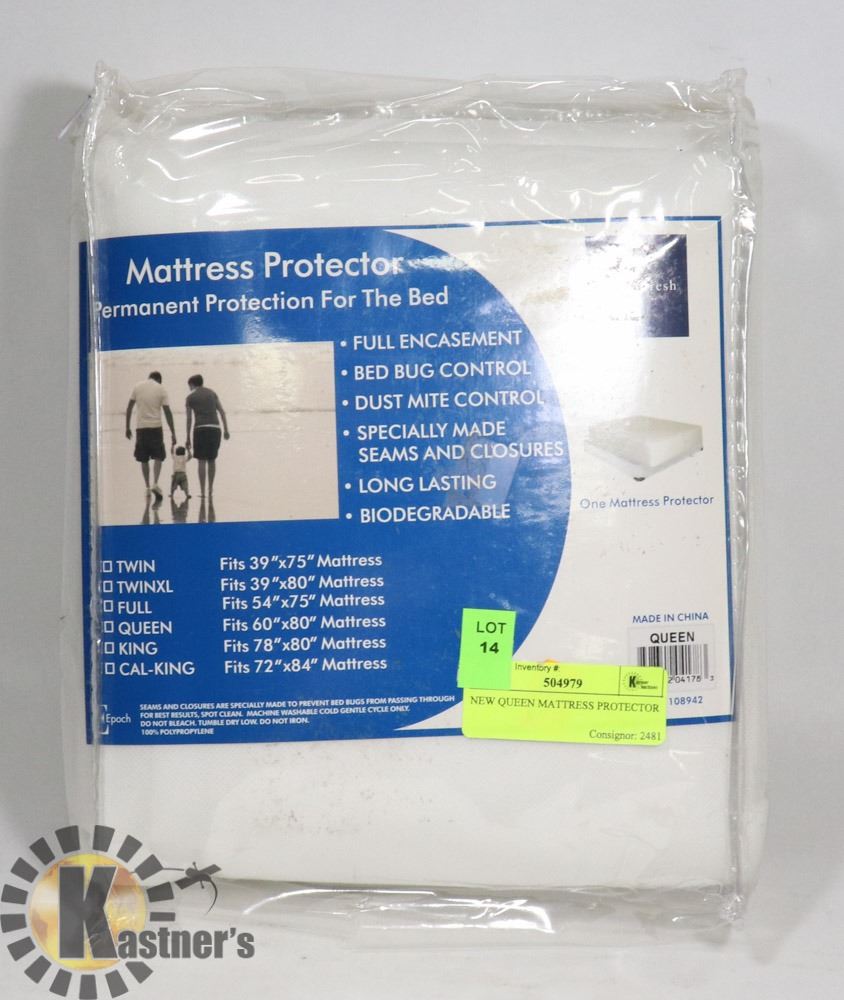 Mattress Protector
Permanent Protection For The Bed
• FULL ENCASEMENT
• BED BUG CONTROL
• DUST MITE CONTROL
• SPECIALLY MADE
SEAMS AND CLOSURES
• LONG LASTING
• BIODEGRADABLE
One Mattress Protector
TWIN Fits 39"x75" Mattress
TWINXL Fits 39"x80" Mattress
FULL Fits 54"x75" Mattress
QUEEN Fits 60"x80" Mattress
KING Fits 78"x80" Mattress
CAL-KING Fits 72"x84" Mattress
MADE IN CHINA
QUEEN
108942
Epoch
SEAMS AND CLOSURES ARE SPECIALLY MADE TO PREVENT BED BUGS FROM PASSING THROUGH
FOR BEST RESULTS, SPOT CLEAN. MACHINE WASHABLE COLD GENTLE CYCLE ONLY.
DO NOT BLEACH. TUMBLE DRY LOW. DO NOT IRON.
100% POLYPROPYLENE
LOT
14
Inventory #:
504979
NEW QUEEN MATTRESS PROTECTOR
Consignor: 2481
Kastner's